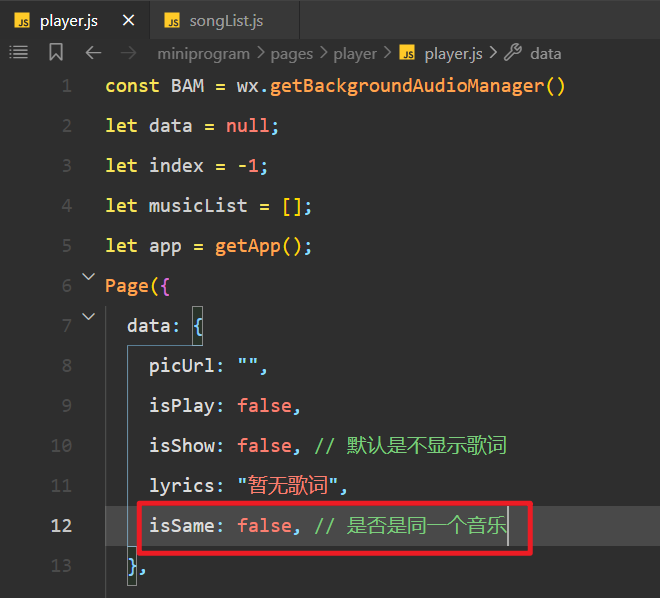 JS player.js × JS songList.js
miniprogram > pages > player > JS player.js > data
1 const BAM = wx.getBackgroundAudioManager()
2 let data = null;
3 let index = -1;
4 let musicList = [];
5 let app = getApp();
6 Page({
7 data: {
8 picUrl: "",
9 isPlay: false,
10 isShow: false, // 默认是不显示歌词
11 lyrics: "暂无歌词",
12 isSame: false, // 是否是同一个音乐
13 },